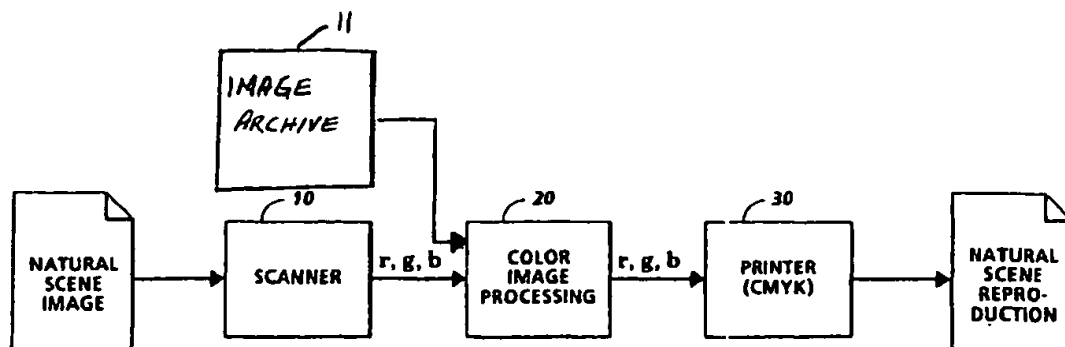 11
IMAGE
ARCHIVE
10
20
30
NATURAL
SCENE
IMAGE
SCANNER
r, g, b
COLOR
IMAGE
PROCESSING
r, g, b
PRINTER
(CMYK)
NATURAL
SCENE
REPRO-
DUCTION